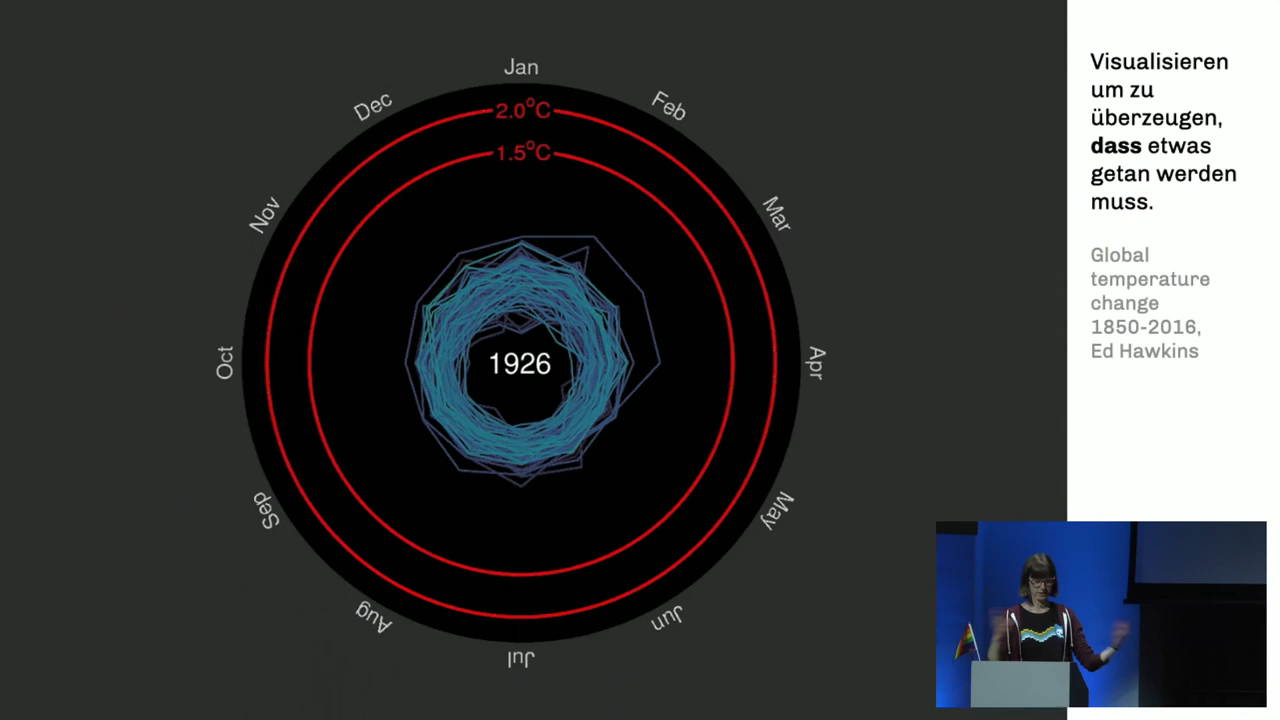 Jan
Feb
Mar
Apr
May
Jun
Jul
Aug
Sep
Oct
Nov
Dec
2.0°C
1.5°C
1926
Visualisieren
um zu
überzeugen,
dass etwas
getan werden
muss.
Global
temperature
change
1850-2016,
Ed Hawkins